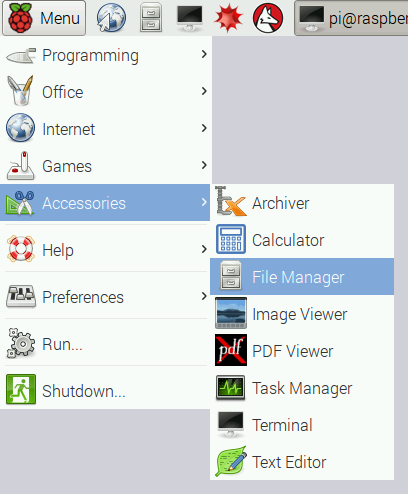 Menu
pi@raspber
Programming
Office
Internet
Games
Accessories
Help
Preferences
Run...
Shutdown...
Archiver
Calculator
File Manager
Image Viewer
pdf
PDF Viewer
Task Manager
Terminal
Text Editor